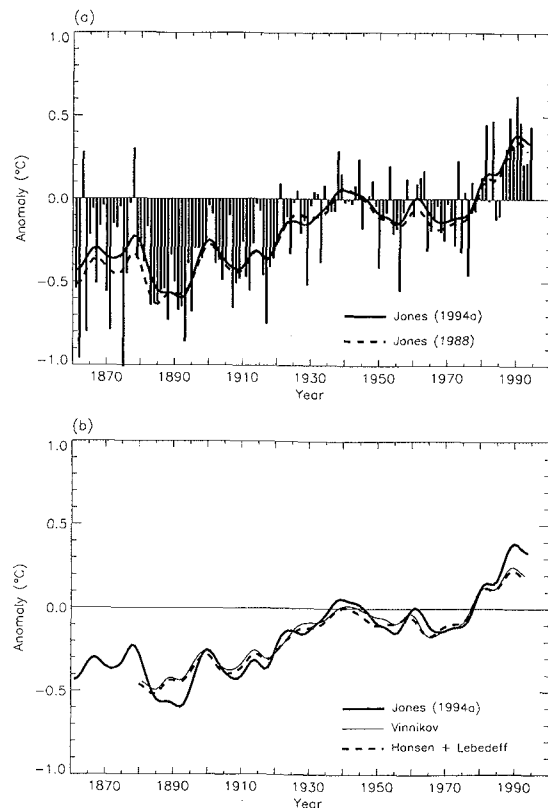 (a)
1.0
0.5
0.0
−0.5
−1.0
Anomaly (°C)
1870 1890 1910 1930 1950 1970 1990
Year
Jones (1994a)
Jones (1988)
(b)
1.0
0.5
0.0
−0.5
−1.0
Anomaly (°C)
1870 1890 1910 1930 1950 1970 1990
Year
Jones (1994a)
Vinnikov
Hansen + Lebedeff